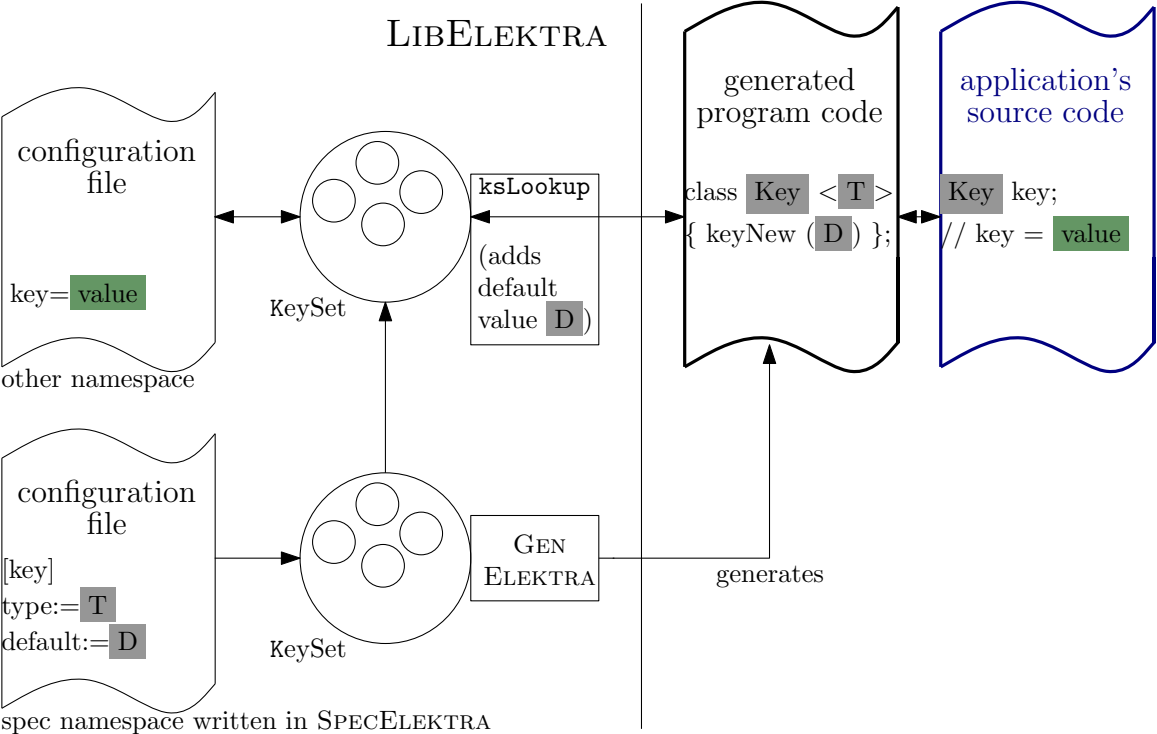 LIBELEKTRA
configuration
file
key= value
other namespace
KeySet
ksLookup
(adds
default
value D )
generated
program code
class Key < T >
{ keyNew ( D ) };
application's
source code
Key key;
// key = value
configuration
file
[key]
type:= T
default:= D
spec namespace written in SPECELEKTRA
KeySet
GEN
ELEKTRA
generates